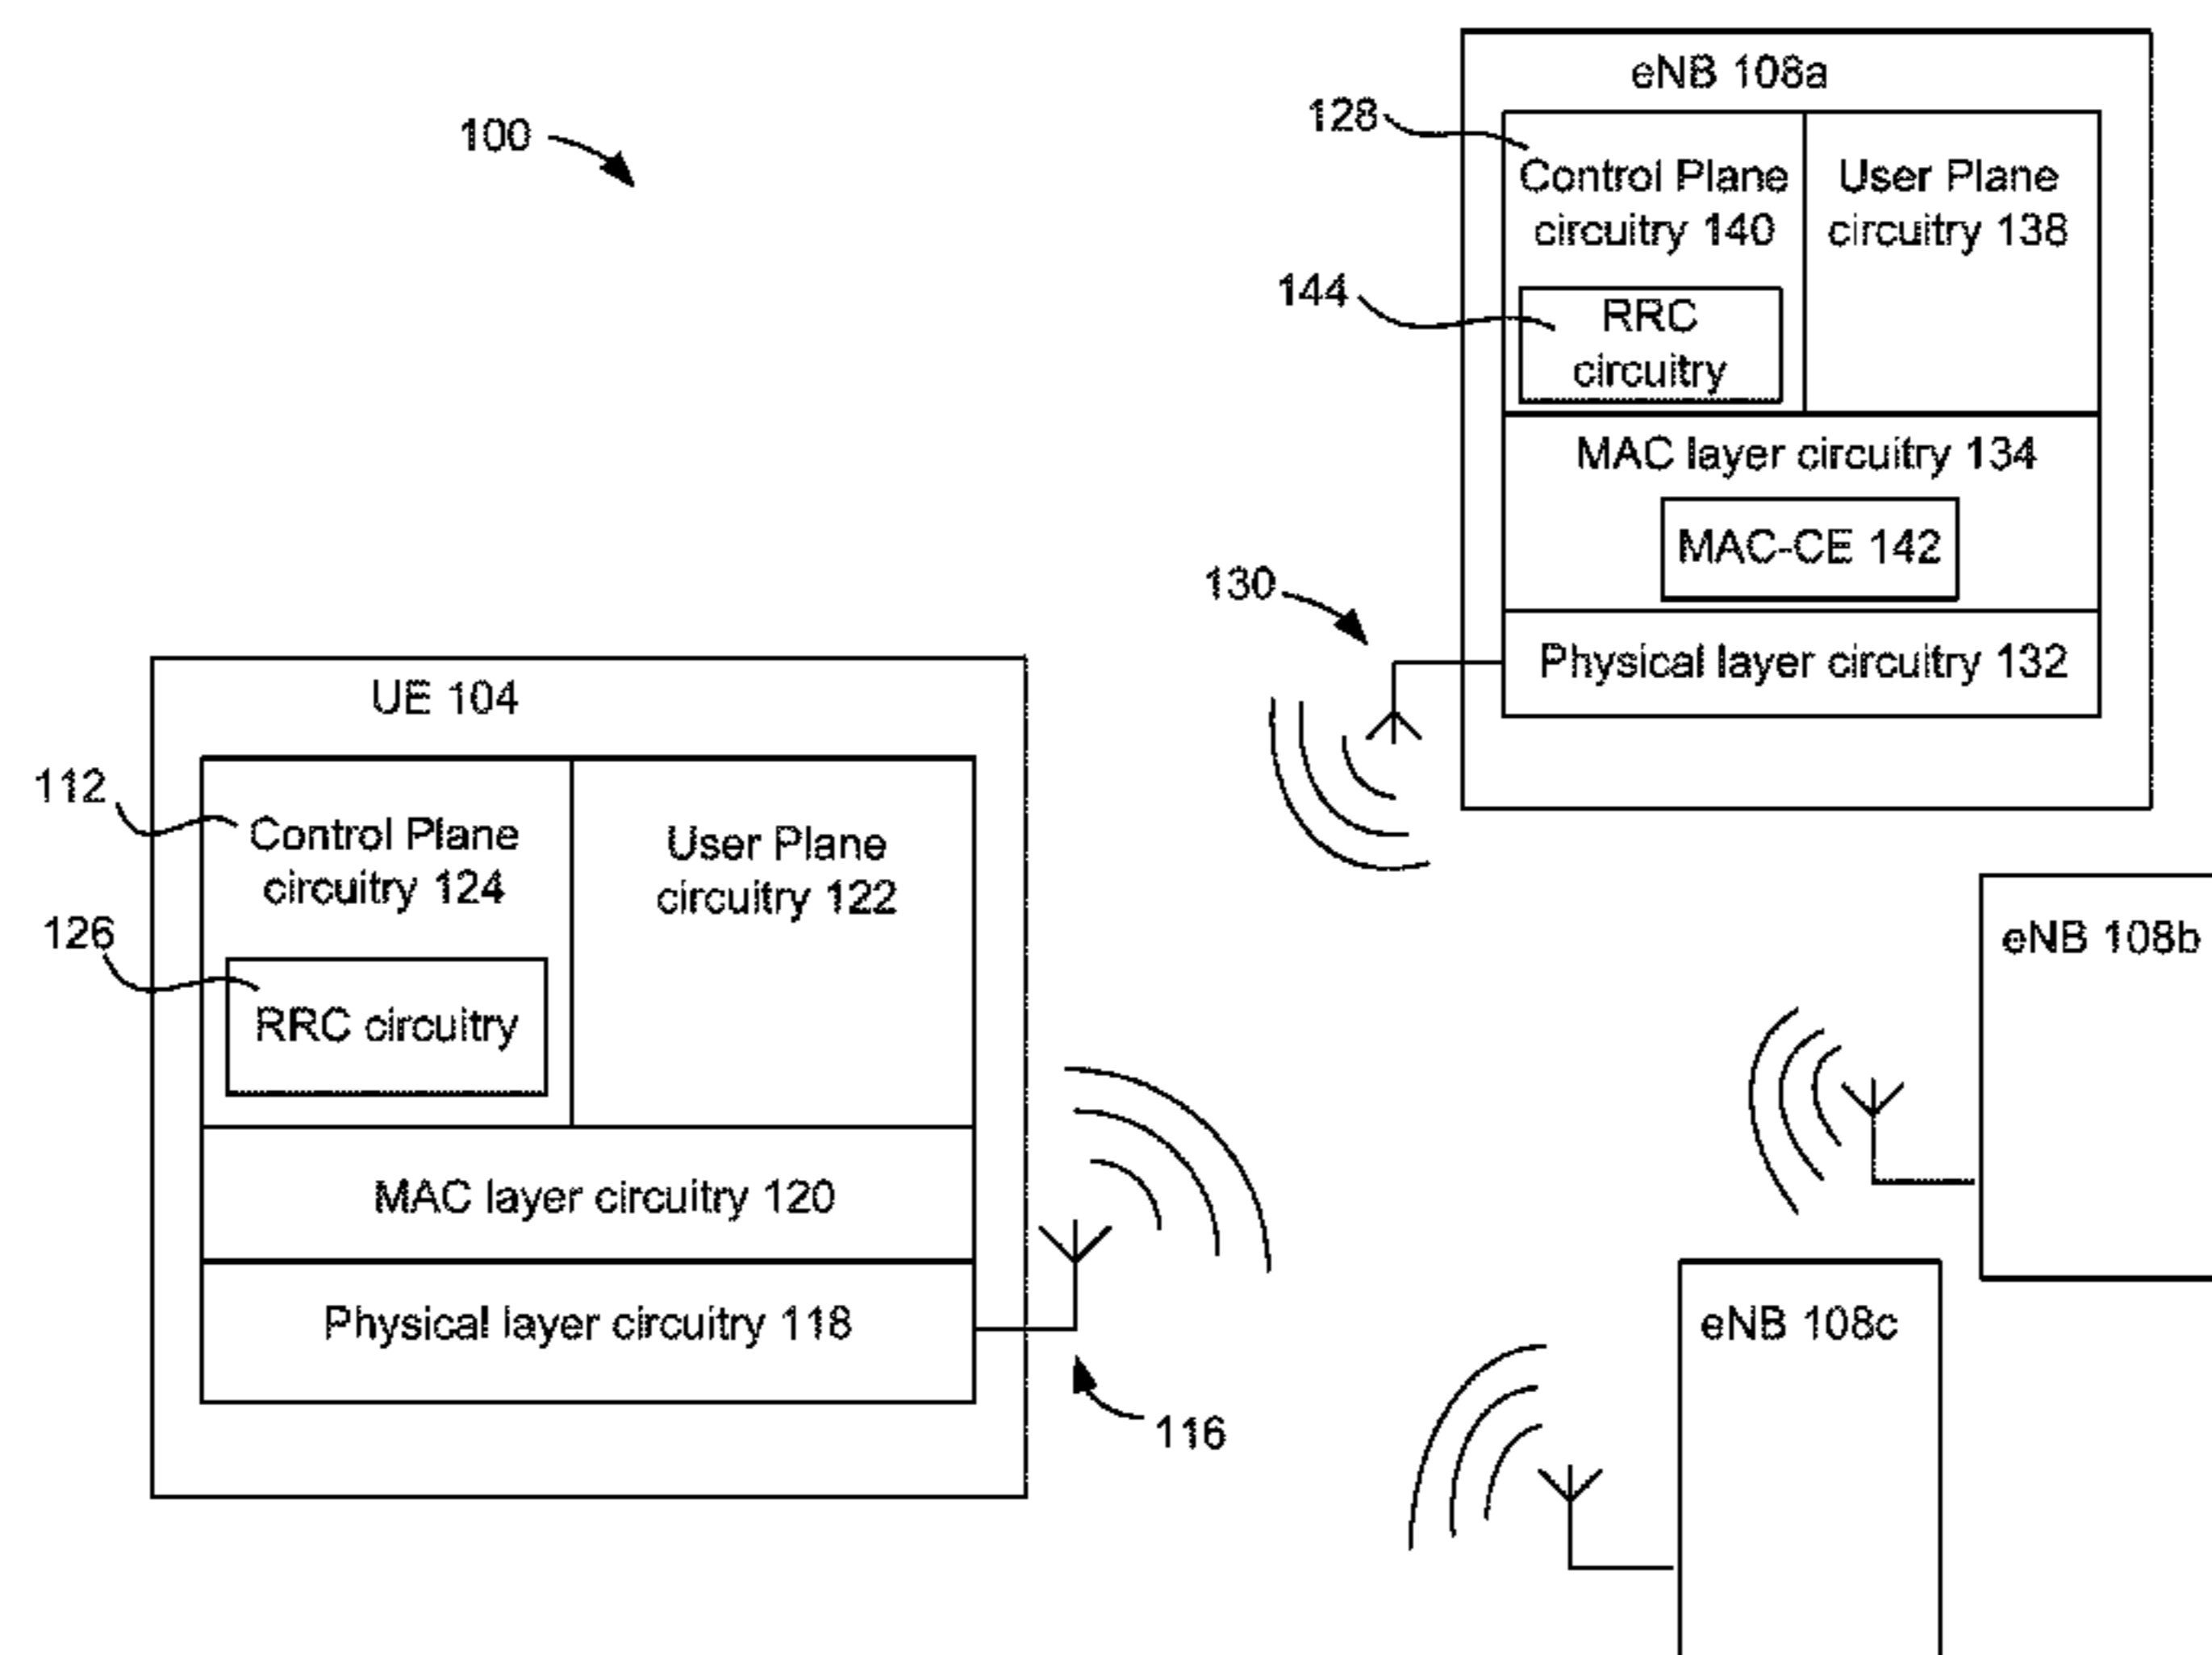 100
eNB 108a
128
Control Plane
circuitry 140
User Plane
circuitry 138
144
RRC
circuitry
MAC layer circuitry 134
MAC-CE 142
130
Physical layer circuitry 132
UE 104
112
Control Plane
circuitry 124
User Plane
circuitry 122
126
RRC circuitry
MAC layer circuitry 120
Physical layer circuitry 118
116
eNB 108b
eNB 108c